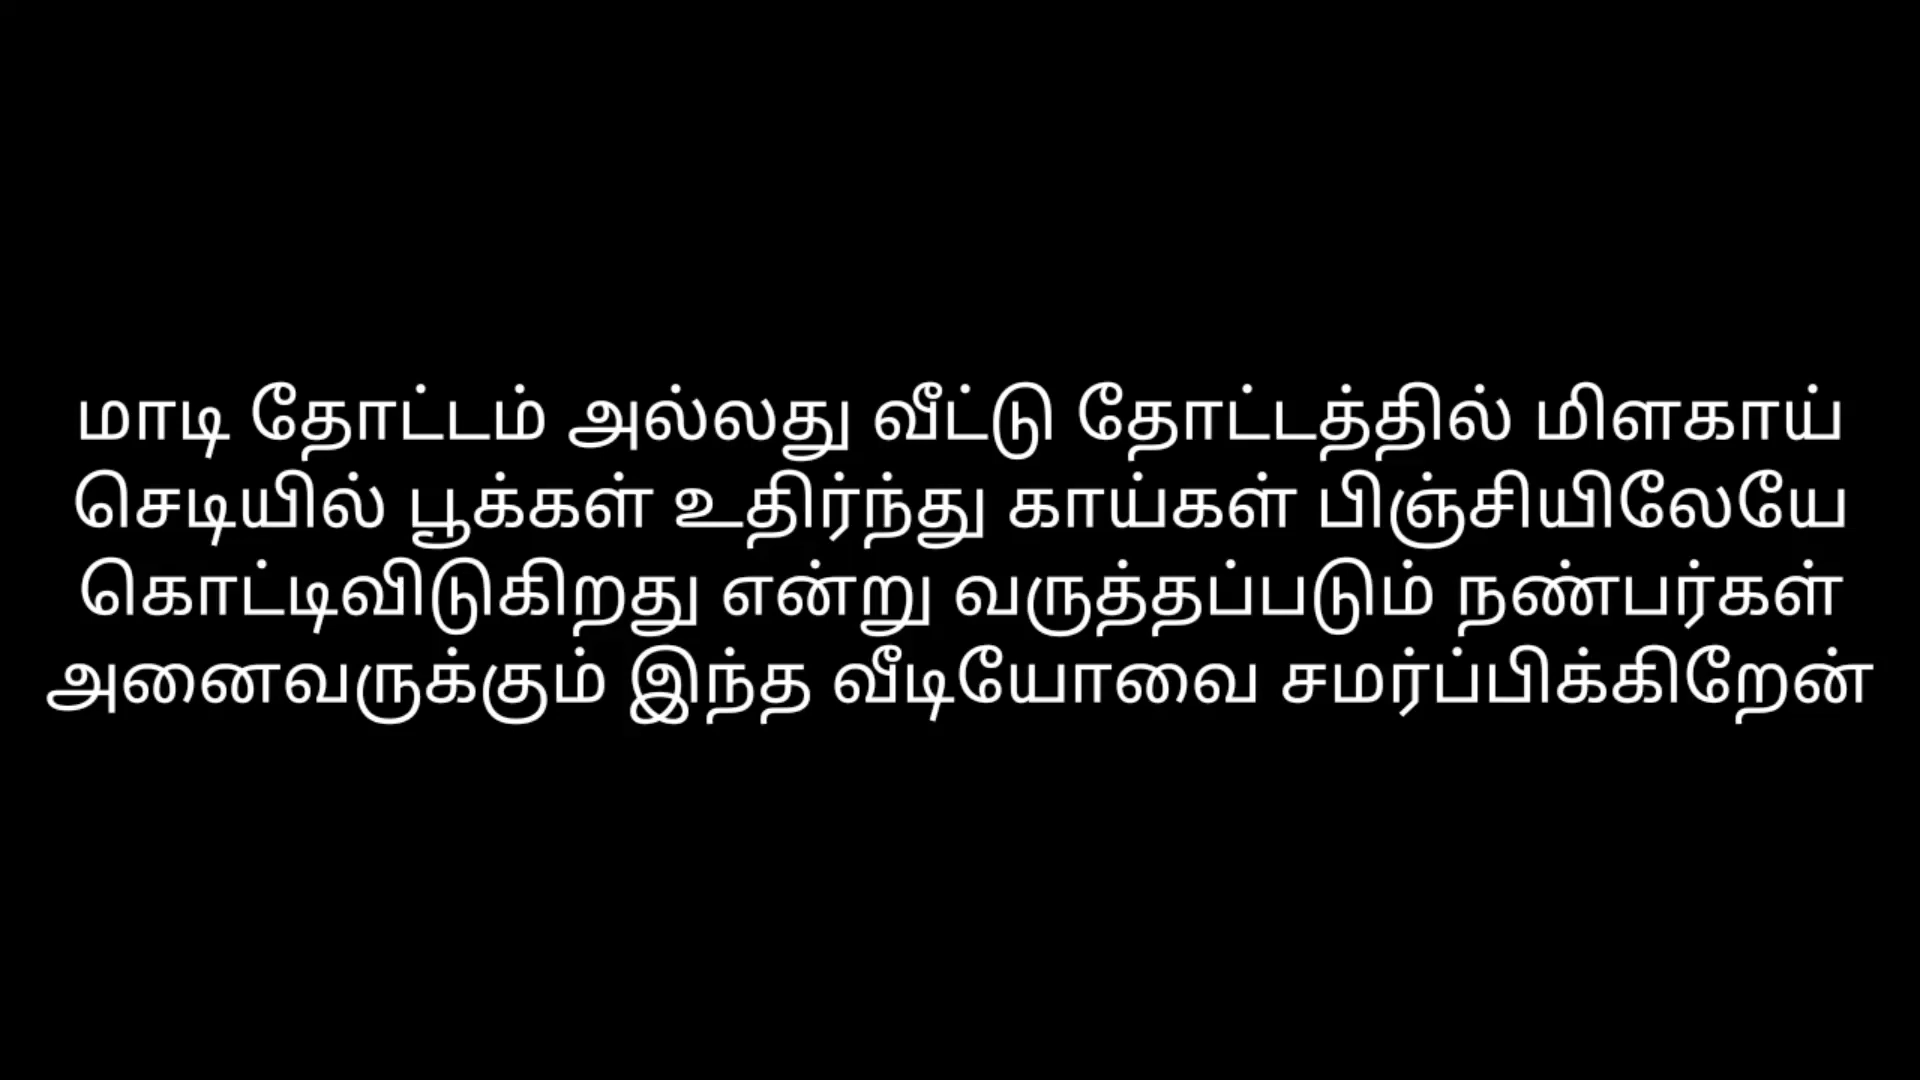 மாடி தோட்டம் அல்லது வீட்டு தோட்டத்தில் மிளகாய்
செடியில் பூக்கள் உதிர்ந்து காய்கள் பிஞ்சியிலேயே
கொட்டிவிடுகிறது என்று வருத்தப்படும் நண்பர்கள்
அனைவருக்கும் இந்த வீடியோவை சமர்ப்பிக்கிறேன்